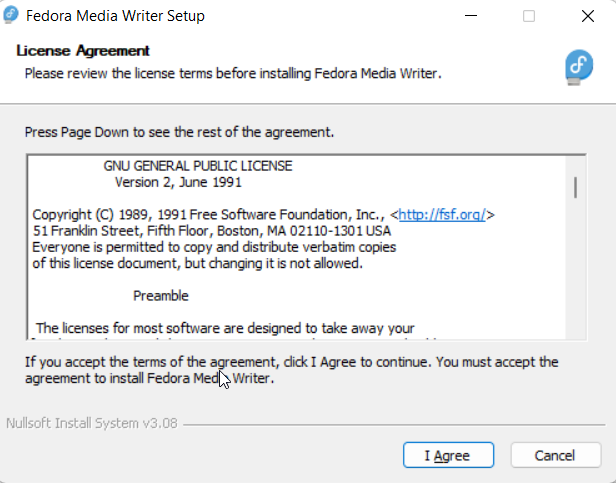 Fedora Media Writer Setup
License Agreement
Please review the license terms before installing Fedora Media Writer.
Press Page Down to see the rest of the agreement.
GNU GENERAL PUBLIC LICENSE
Version 2, June 1991
Copyright (C) 1989, 1991 Free Software Foundation, Inc., <http://fsf.org/>
51 Franklin Street, Fifth Floor, Boston, MA 02110-1301 USA
Everyone is permitted to copy and distribute verbatim copies
of this license document, but changing it is not allowed.
Preamble
The licenses for most software are designed to take away your
If you accept the terms of the agreement, click I Agree to continue. You must accept the
agreement to install Fedora Media Writer.
Nullsoft Install System v3.08
I Agree
Cancel